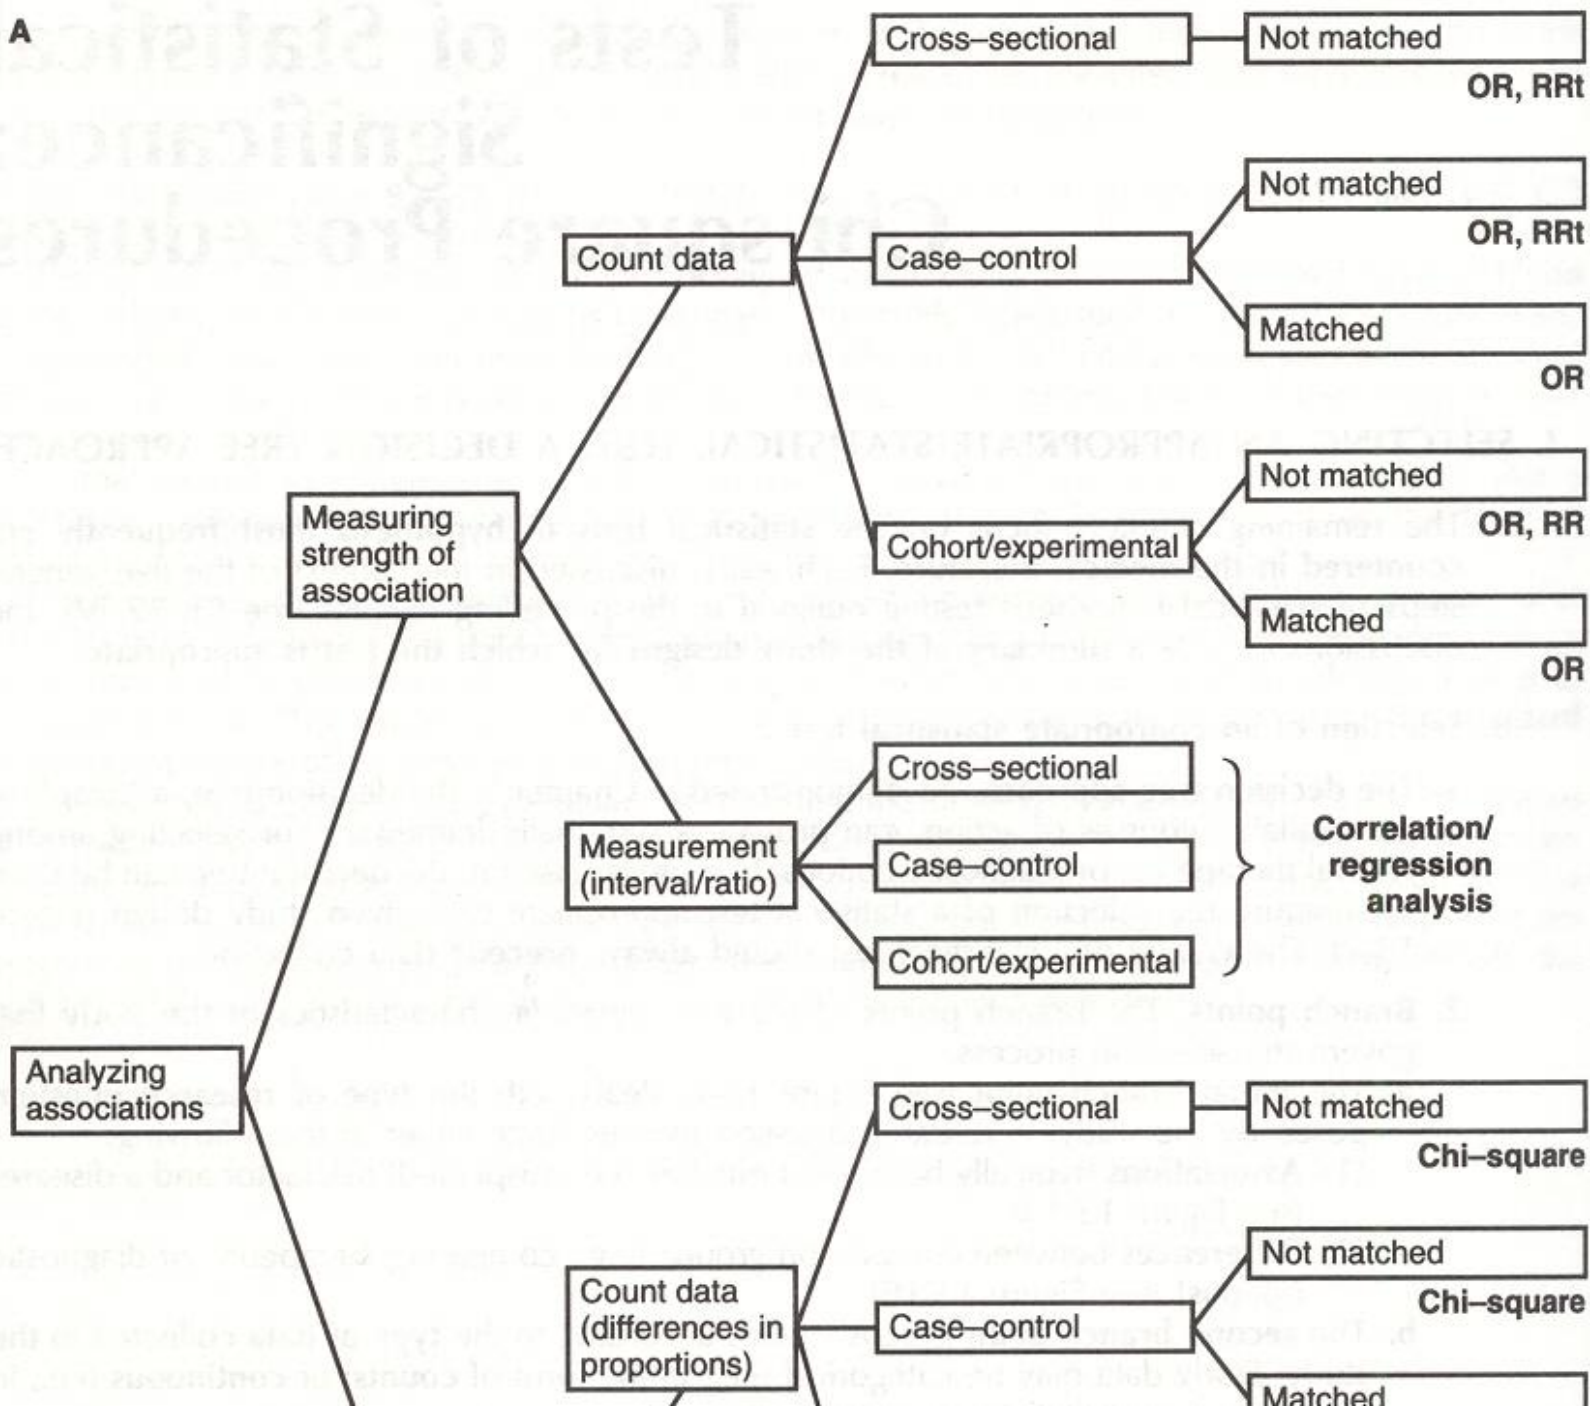 A
Cross–sectional
Not matched
OR, RRt
Not matched
OR, RRt
Count data
Case–control
Matched
OR
Not matched
OR, RR
Measuring
strength of
association
Cohort/experimental
Matched
OR
Cross–sectional
Measurement
(interval/ratio)
Case–control
Correlation/
regression
analysis
Cohort/experimental
Analyzing
associations
Cross–sectional
Not matched
Chi–square
Not matched
Chi–square
Count data
(differences in
proportions)
Case–control
Matched